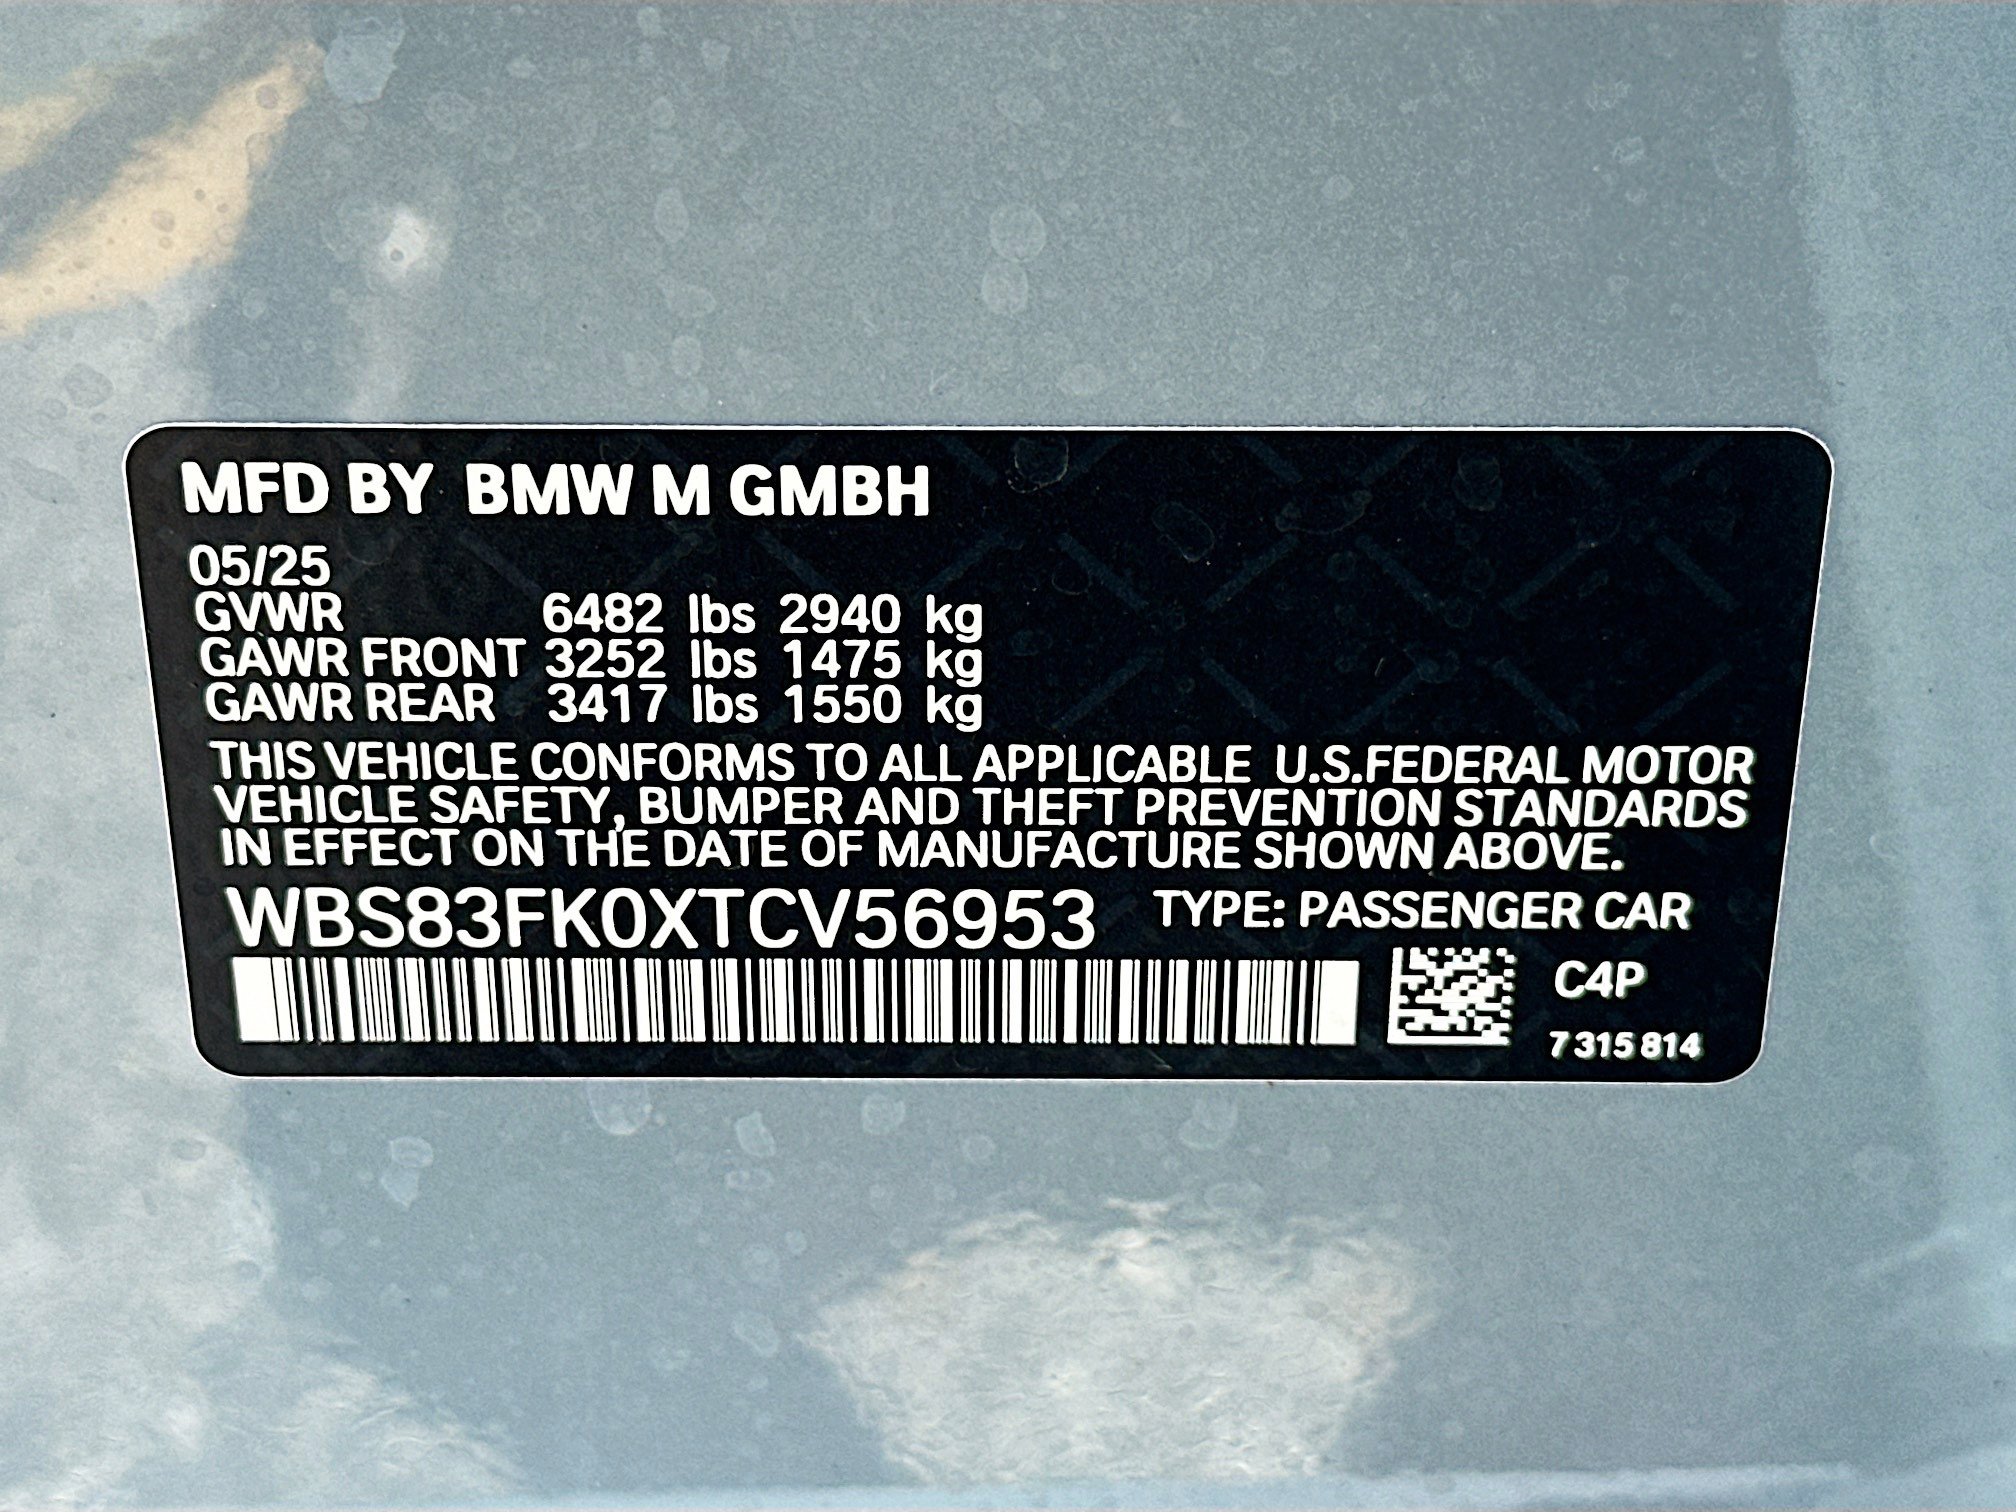 MFD BY BMW M GMBH
05/25
GVWR 6482 lbs 2940 kg
GAWR FRONT 3252 lbs 1475 kg
GAWR REAR 3417 lbs 1550 kg
THIS VEHICLE CONFORMS TO ALL APPLICABLE U.S.FEDERAL MOTOR
VEHICLE SAFETY, BUMPER AND THEFT PREVENTION STANDARDS
IN EFFECT ON THE DATE OF MANUFACTURE SHOWN ABOVE.
WBS83FK0XTCV56953 TYPE: PASSENGER CAR
C4P
7 315 814